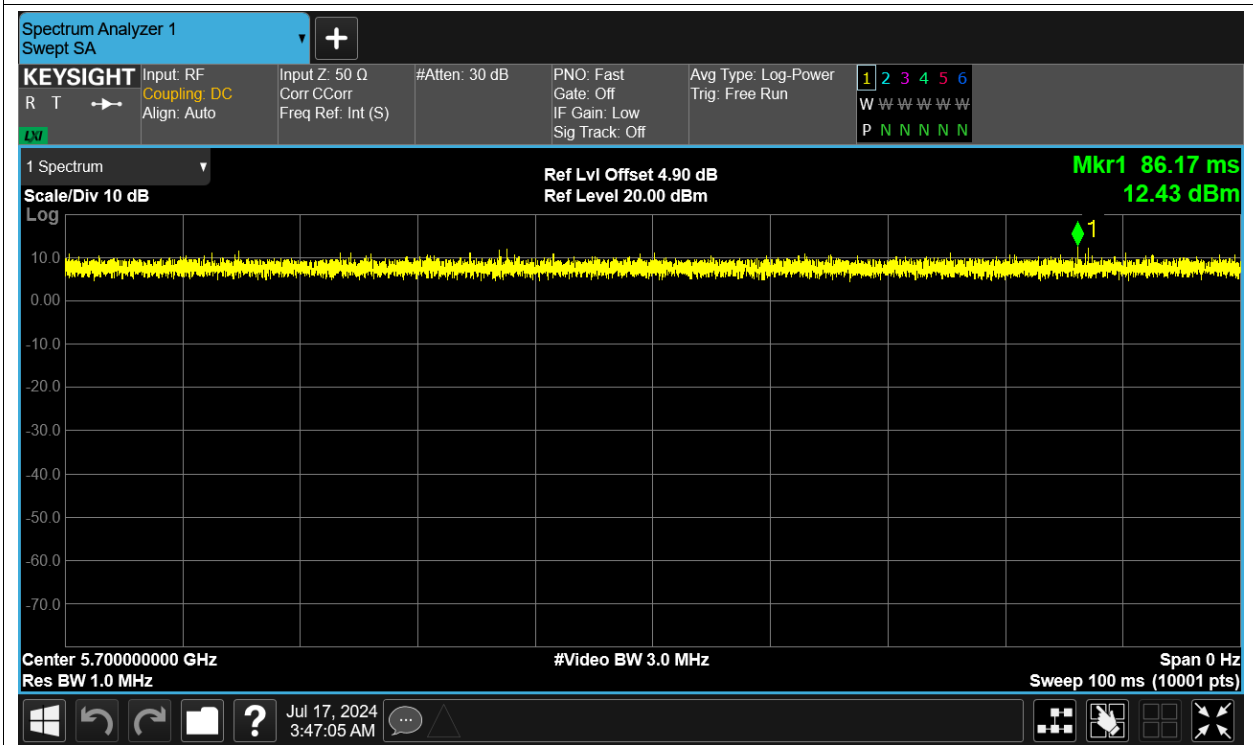 Spectrum Analyzer 1
Swept SA
KEYSIGHT
R T
LXI
Input: RF
Coupling: DC
Align: Auto
Input Z: 50 Ω
Corr CCorr
Freq Ref: Int (S)
#Atten: 30 dB
PNO: Fast
Gate: Off
IF Gain: Low
Sig Track: Off
Avg Type: Log-Power
Trig: Free Run
1 2 3 4 5 6
W W W W W W
P N N N N N
1 Spectrum
Scale/Div 10 dB
Ref Lvl Offset 4.90 dB
Ref Level 20.00 dBm
Mkr1 86.17 ms
12.43 dBm
Log
1
10.0
0.00
-10.0
-20.0
-30.0
-40.0
-50.0
-60.0
-70.0
Center 5.700000000 GHz
Res BW 1.0 MHz
#Video BW 3.0 MHz
Span 0 Hz
Sweep 100 ms (10001 pts)
?
Jul 17, 2024
3:47:05 AM